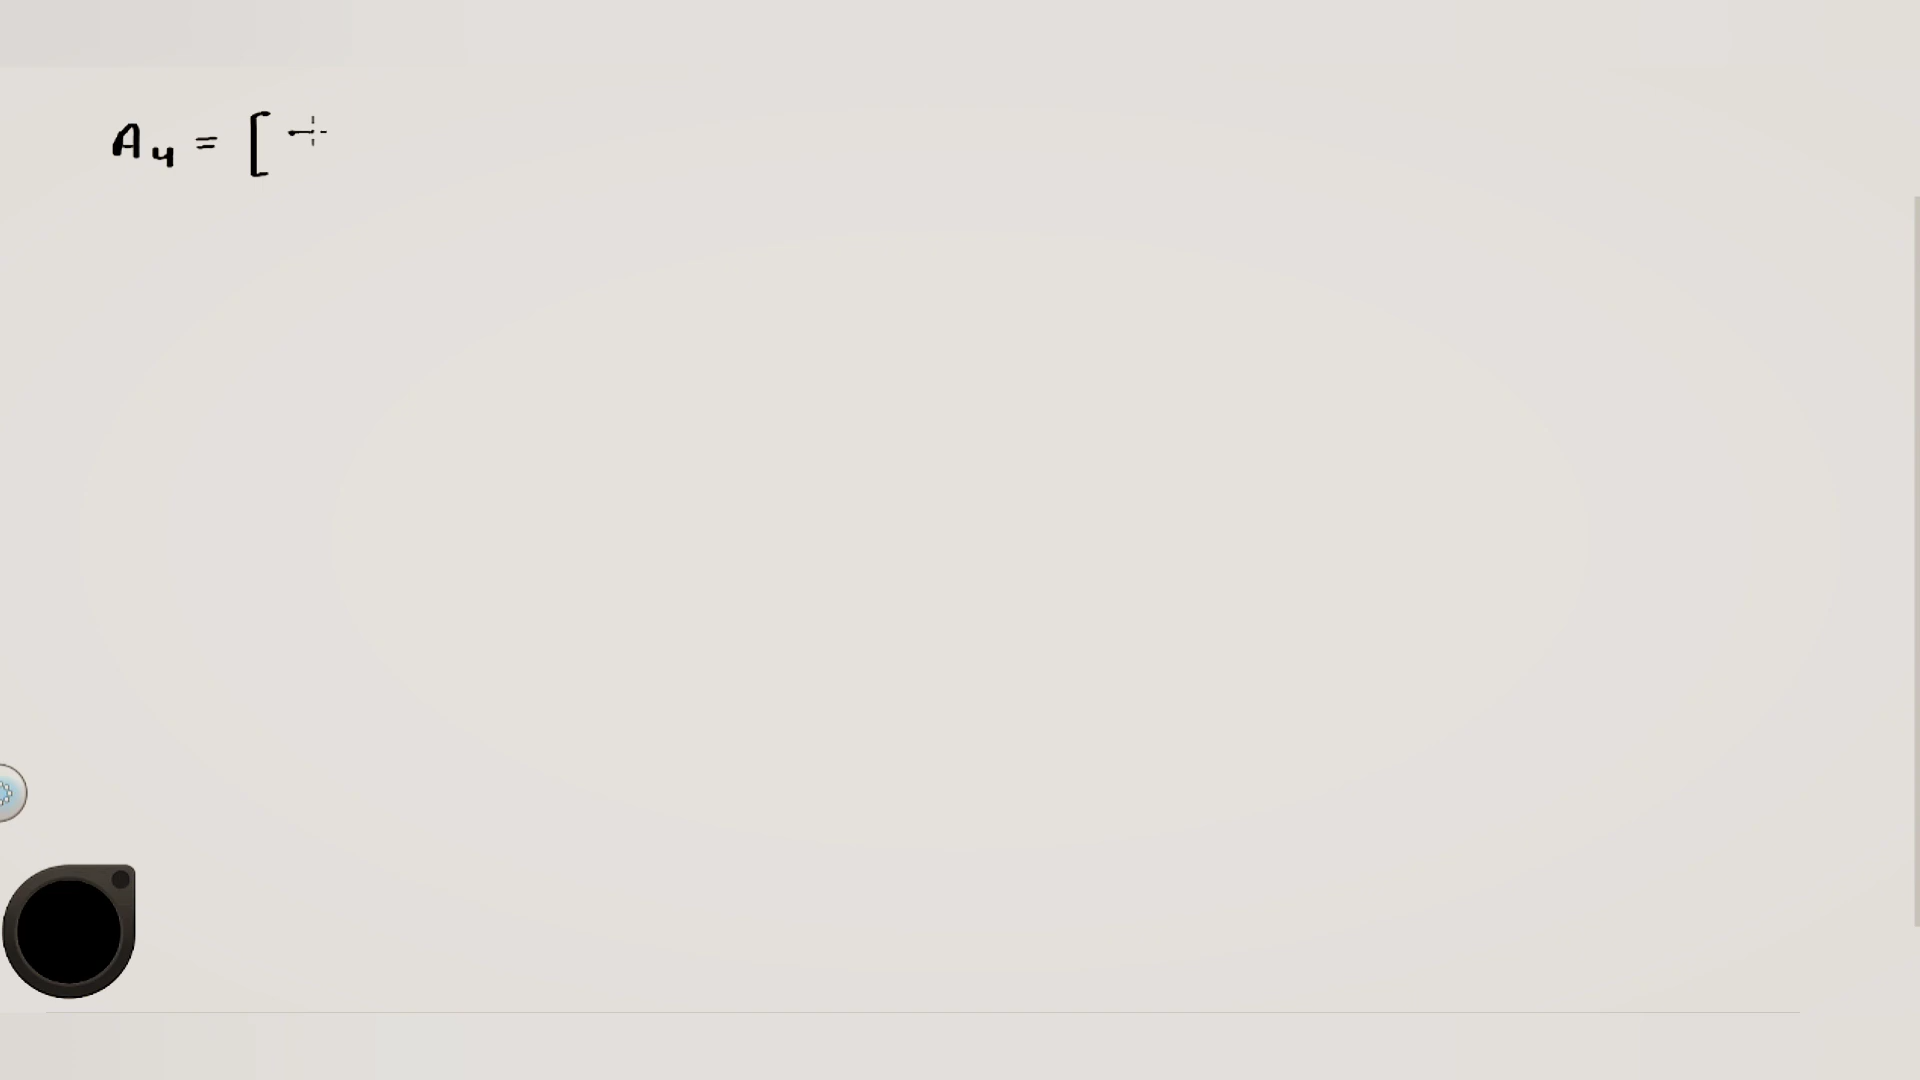 A₄ = [ -